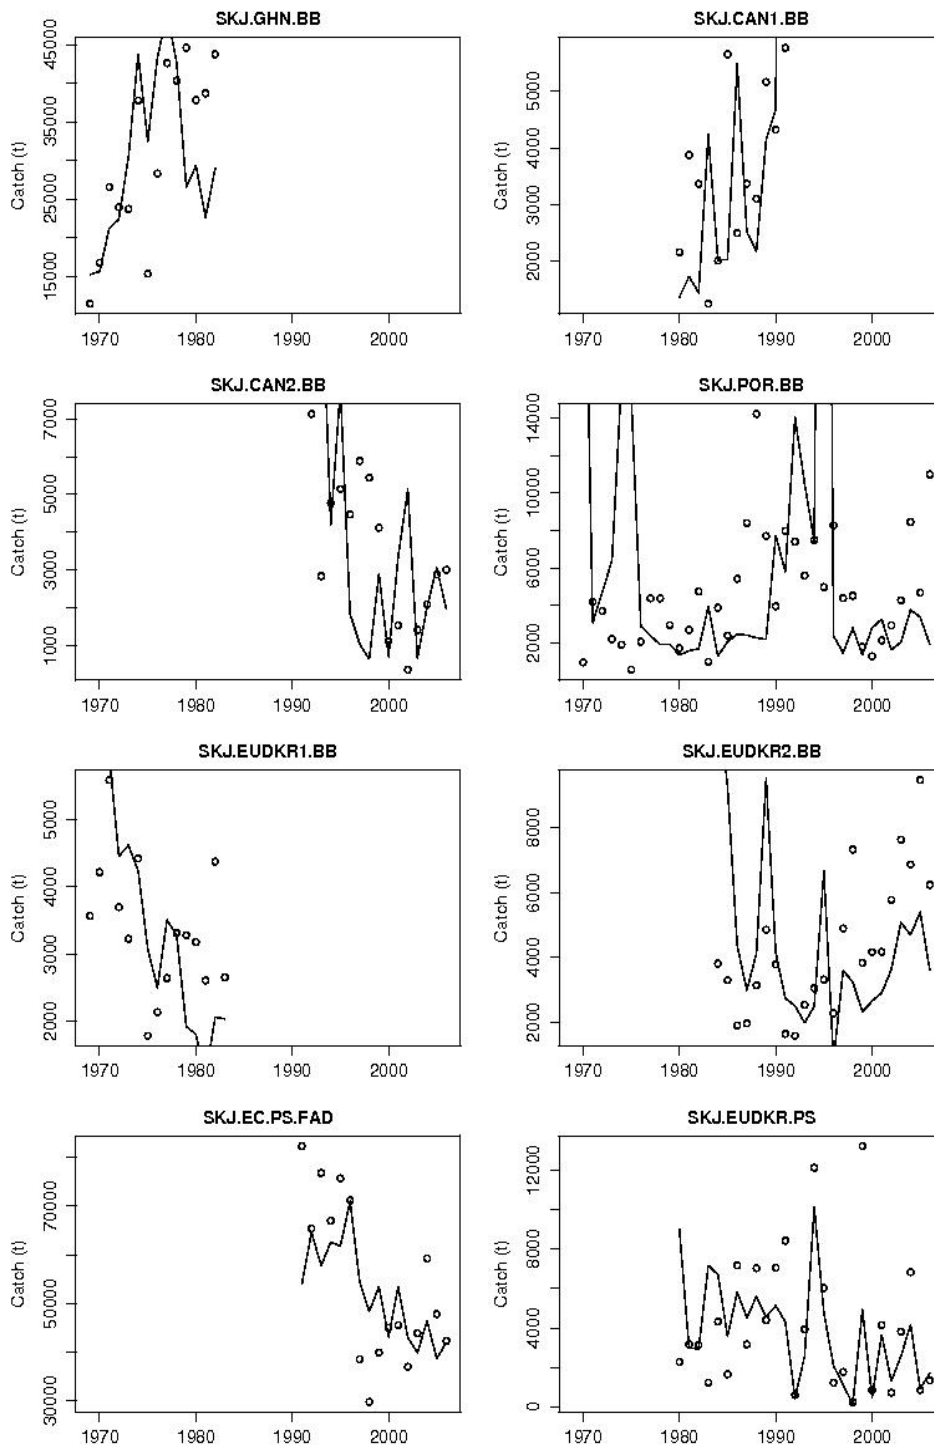 SKJ.GHN.BB
Catch (t)
15000 25000 35000 45000
1970 1980 1990 2000
SKJ.CAN1.BB
Catch (t)
2000 3000 4000 5000
1970 1980 1990 2000
SKJ.CAN2.BB
Catch (t)
1000 3000 5000 7000
1970 1980 1990 2000
SKJ.POR.BB
Catch (t)
2000 6000 10000 14000
1970 1980 1990 2000
SKJ.EUDKR1.BB
Catch (t)
2000 3000 4000 5000
1970 1980 1990 2000
SKJ.EUDKR2.BB
Catch (t)
2000 4000 6000 8000
1970 1980 1990 2000
SKJ.EC.PS.FAD
Catch (t)
30000 50000 70000
1970 1980 1990 2000
SKJ.EUDKR.PS
Catch (t)
0 4000 8000 12000
1970 1980 1990 2000